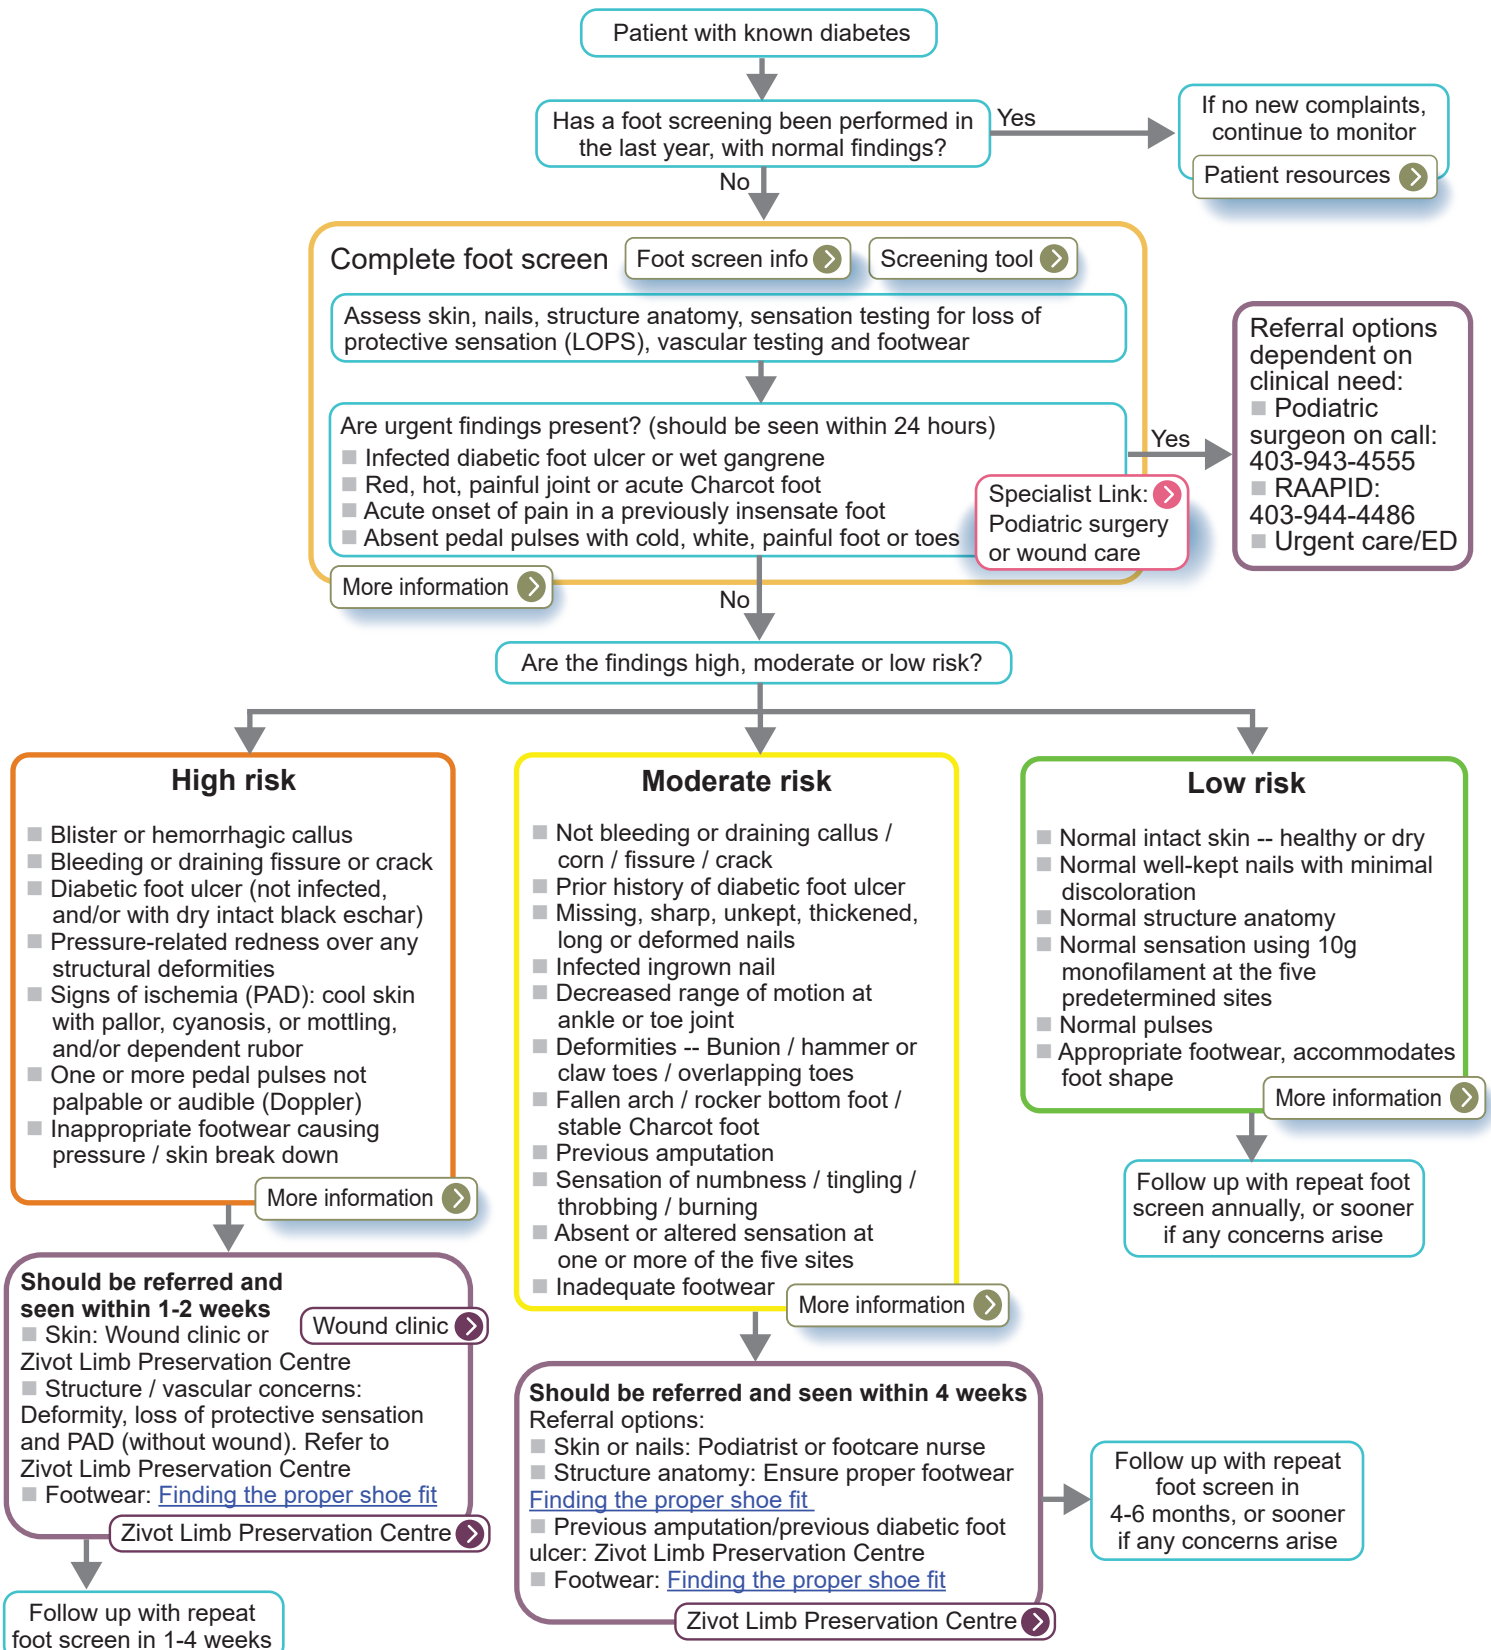 Patient with known diabetes
Has a foot screening been performed in
the last year, with normal findings?
Yes
If no new complaints,
continue to monitor
Patient resources
No
Complete foot screen
Foot screen info
Screening tool
Assess skin, nails, structure anatomy, sensation testing for loss of
protective sensation (LOPS), vascular testing and footwear
Are urgent findings present? (should be seen within 24 hours)
Infected diabetic foot ulcer or wet gangrene
Red, hot, painful joint or acute Charcot foot
Acute onset of pain in a previously insensate foot
Absent pedal pulses with cold, white, painful foot or toes
Specialist Link:
Podiatric surgery
or wound care
More information
Yes
Referral options
dependent on
clinical need:
Podiatric
surgeon on call:
403-943-4555
RAAPID:
403-944-4486
Urgent care/ED
No
Are the findings high, moderate or low risk?
High risk
Blister or hemorrhagic callus
Bleeding or draining fissure or crack
Diabetic foot ulcer (not infected,
and/or with dry intact black eschar)
Pressure-related redness over any
structural deformities
Signs of ischemia (PAD): cool skin
with pallor, cyanosis, or mottling,
and/or dependent rubor
One or more pedal pulses not
palpable or audible (Doppler)
Inappropriate footwear causing
pressure / skin break down
More information
Should be referred and
seen within 1-2 weeks
Wound clinic
Skin: Wound clinic or
Zivot Limb Preservation Centre
Structure / vascular concerns:
Deformity, loss of protective sensation
and PAD (without wound). Refer to
Zivot Limb Preservation Centre
Footwear: Finding the proper shoe fit
Zivot Limb Preservation Centre
Follow up with repeat
foot screen in 1-4 weeks
Moderate risk
Not bleeding or draining callus /
corn / fissure / crack
Prior history of diabetic foot ulcer
Missing, sharp, unkept, thickened,
long or deformed nails
Infected ingrown nail
Decreased range of motion at
ankle or toe joint
Deformities -- Bunion / hammer or
claw toes / overlapping toes
Fallen arch / rocker bottom foot /
stable Charcot foot
Previous amputation
Sensation of numbness / tingling /
throbbing / burning
Absent or altered sensation at
one or more of the five sites
Inadequate footwear
More information
Should be referred and seen within 4 weeks
Referral options:
Skin or nails: Podiatrist or footcare nurse
Structure anatomy: Ensure proper footwear
Finding the proper shoe fit
Previous amputation/previous diabetic foot
ulcer: Zivot Limb Preservation Centre
Footwear: Finding the proper shoe fit
Zivot Limb Preservation Centre
Follow up with repeat
foot screen in
4-6 months, or sooner
if any concerns arise
Low risk
Normal intact skin -- healthy or dry
Normal well-kept nails with minimal
discoloration
Normal structure anatomy
Normal sensation using 10g
monofilament at the five
predetermined sites
Normal pulses
Appropriate footwear, accommodates
foot shape
More information
Follow up with repeat foot
screen annually, or sooner
if any concerns arise